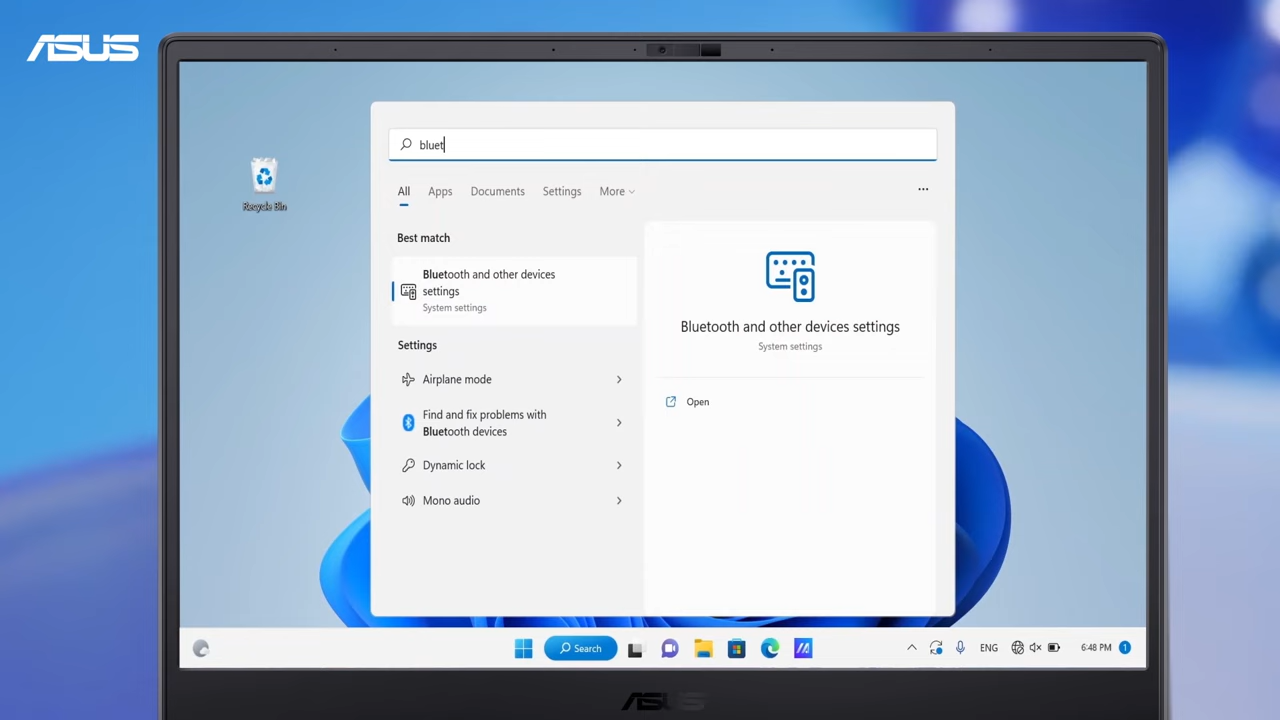 ASUS
bluet
All Apps Documents Settings More ...
Best match
Bluetooth and other devices
settings
System settings
Settings
Airplane mode
Find and fix problems with
Bluetooth devices
Dynamic lock
Mono audio
Bluetooth and other devices settings
System settings
Open
Recycle Bin
Search
ENG
6:48 PM
1
ASUS